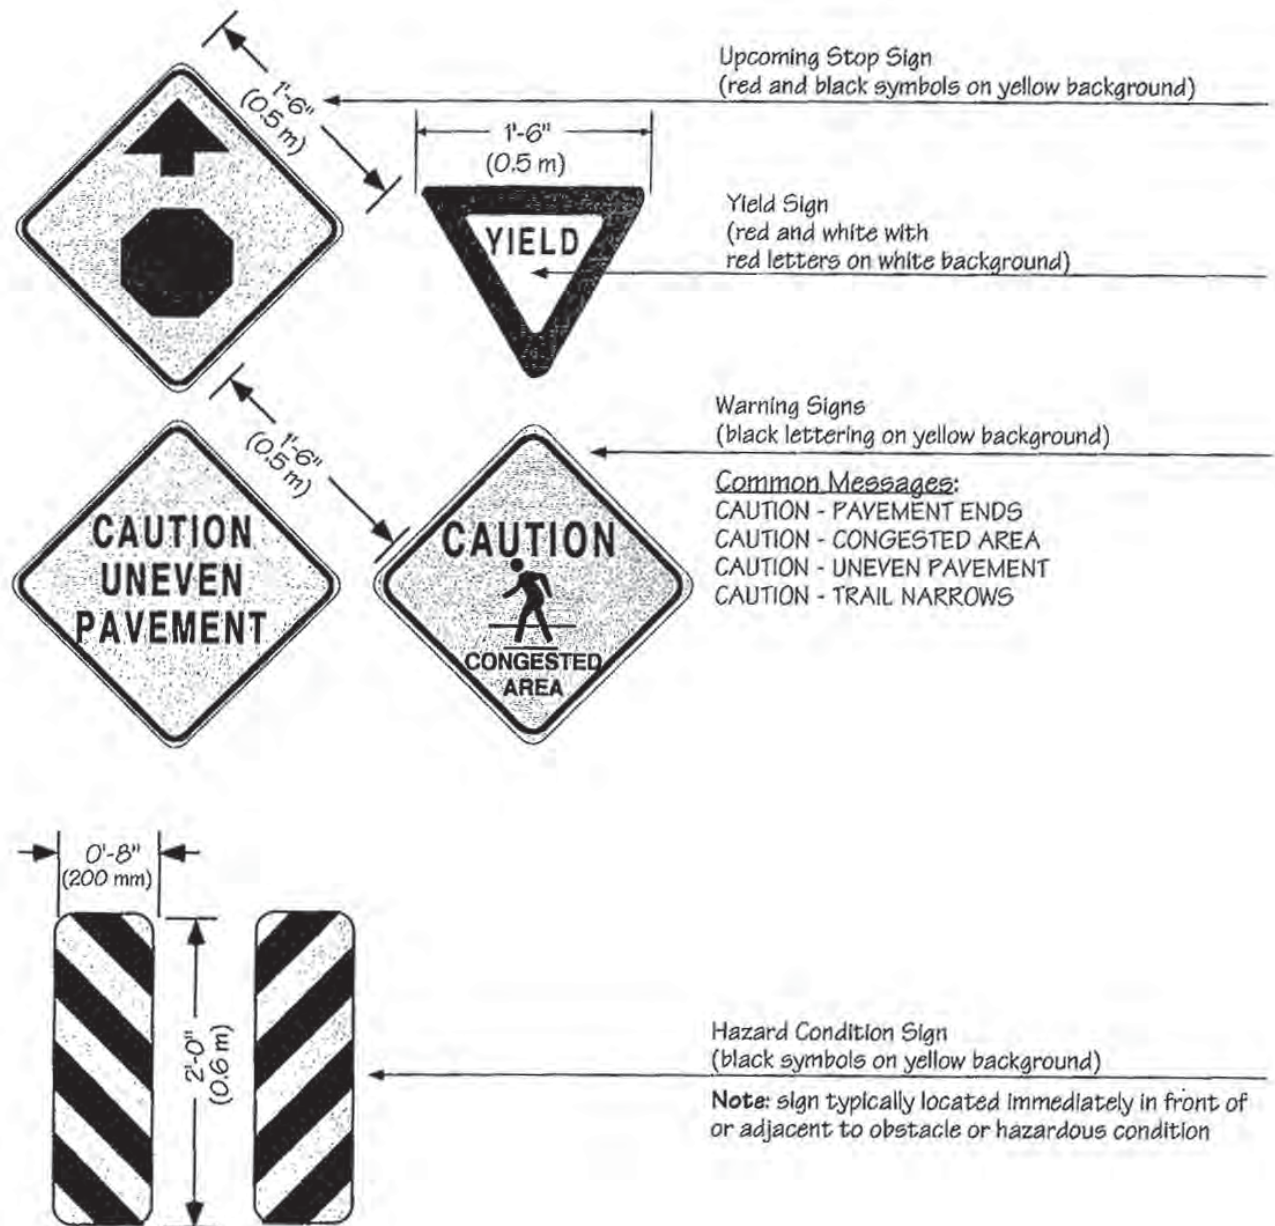 1'-6"
(0.5 m)
Upcoming Stop Sign
(red and black symbols on yellow background)
1'-6"
(0.5 m)
YIELD
Yield Sign
(red and white with
red letters on white background)
1'-6"
(0.5 m)
CAUTION
UNEVEN
PAVEMENT
CAUTION
CONGESTED
AREA
Warning Signs
(black lettering on yellow background)
Common Messages:
CAUTION - PAVEMENT ENDS
CAUTION - CONGESTED AREA
CAUTION - UNEVEN PAVEMENT
CAUTION - TRAIL NARROWS
0'-8"
(200 mm)
2'-0"
(0.6 m)
Hazard Condition Sign
(black symbols on yellow background)
Note: sign typically located immediately in front of
or adjacent to obstacle or hazardous condition